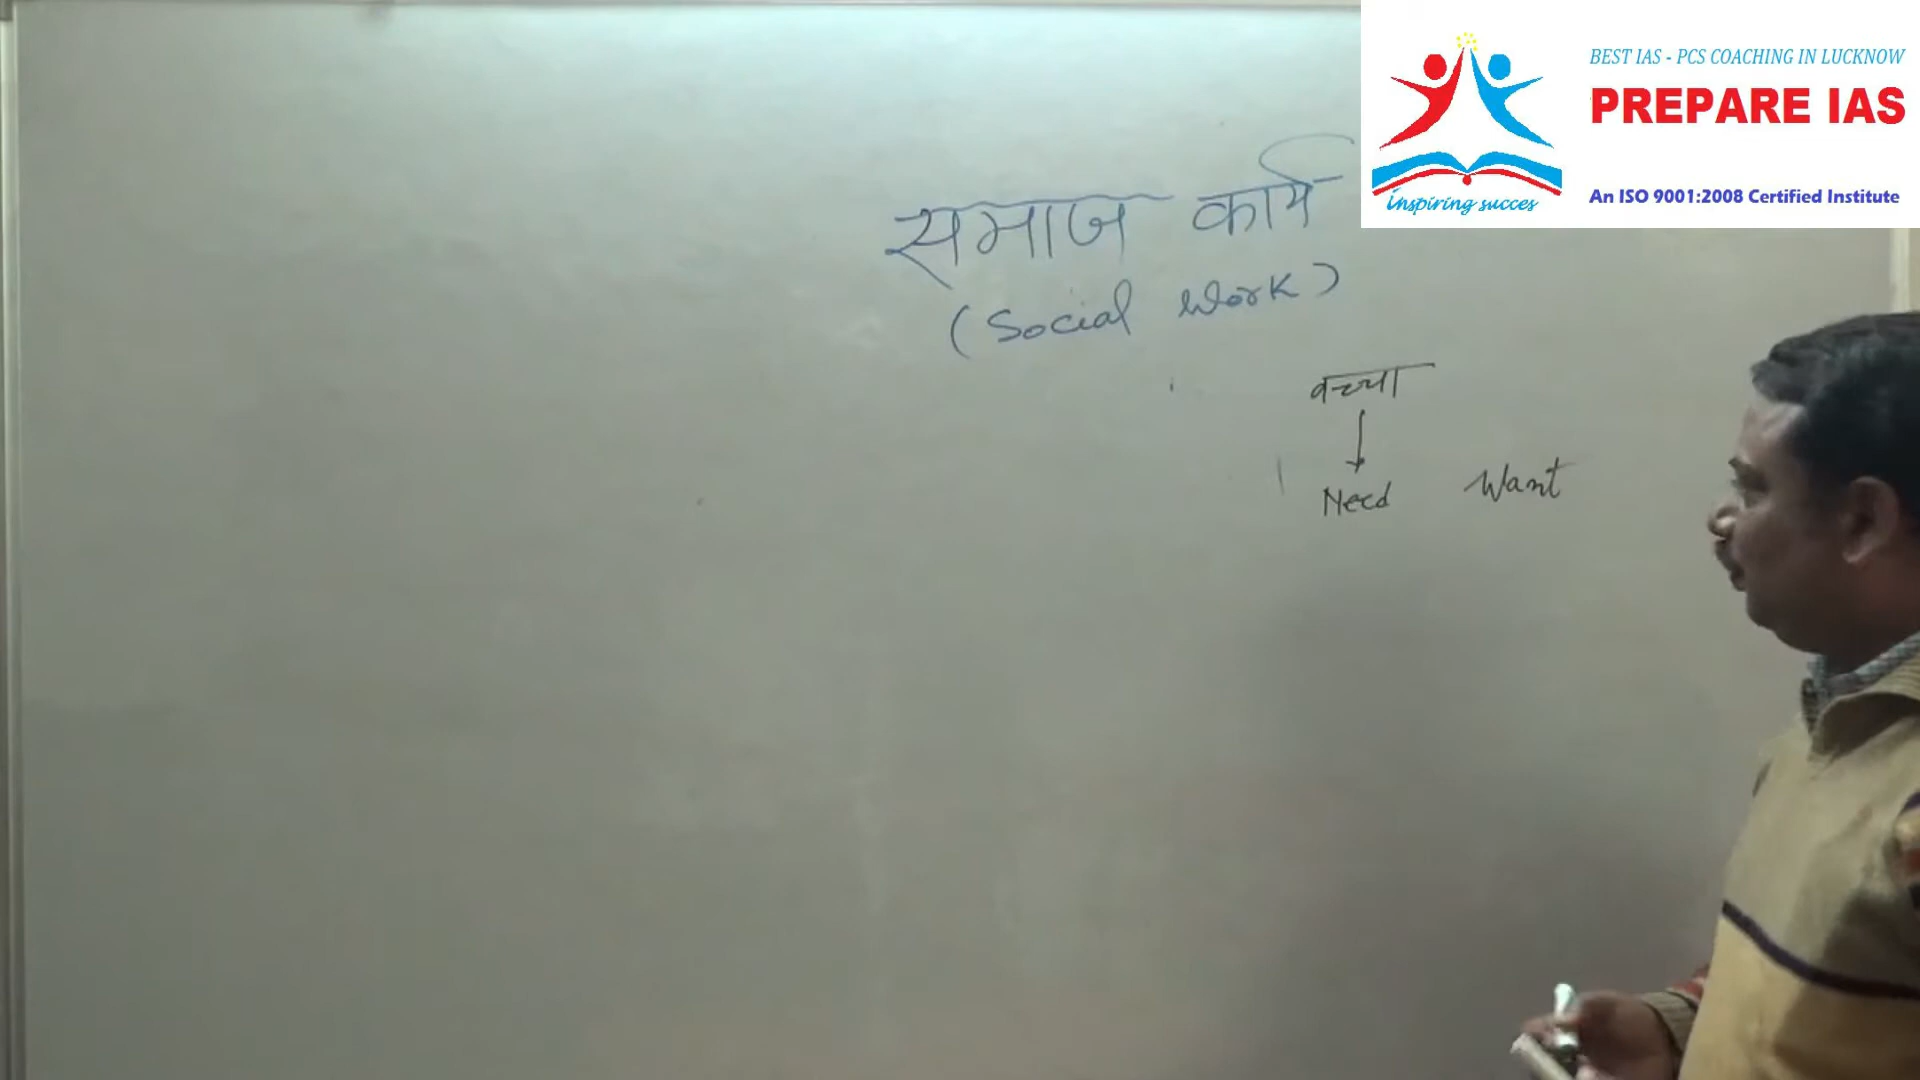 BEST IAS - PCS COACHING IN LUCKNOW
PREPARE IAS
An ISO 9001:2008 Certified Institute
inspiring succes
समाज कार्य
(Social Work)
बच्चा
Need Want